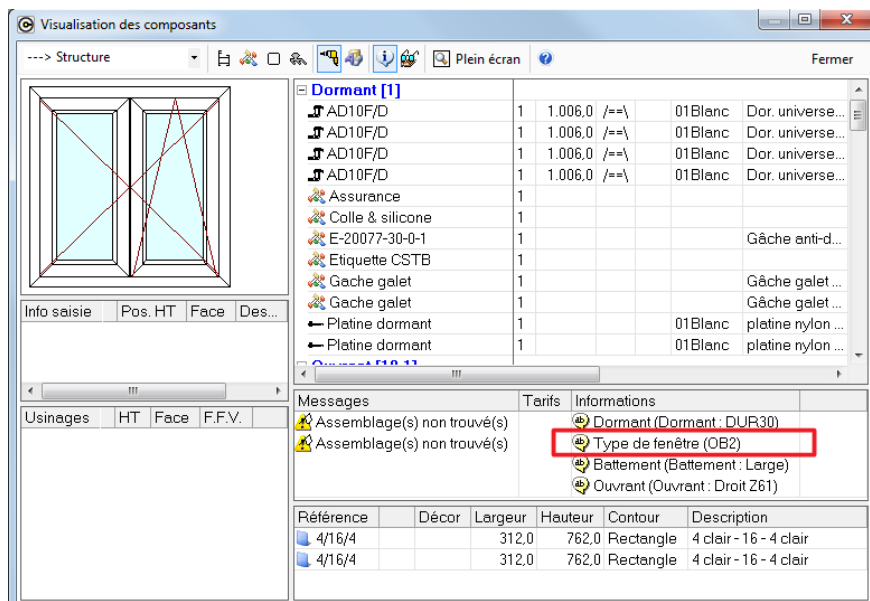 Visualisation des composants
---> Structure
Plein écran
Fermer
Dormant [1]
AD10F/D 1 1.006,0 /==\ 01Blanc Dor. universe...
AD10F/D 1 1.006,0 /==\ 01Blanc Dor. universe...
AD10F/D 1 1.006,0 /==\ 01Blanc Dor. universe...
AD10F/D 1 1.006,0 /==\ 01Blanc Dor. universe...
Assurance 1
Colle & silicone 1
E-20077-30-0-1 1 Gâche anti-d...
Etiquette CSTB 1
Gache galet 1 Gâche galet ...
Gache galet 1 Gâche galet ...
Platine dormant 1 01Blanc platine nylon ...
Platine dormant 1 01Blanc platine nylon ...
Info saisie Pos. HT Face Des...
Usinages HT Face F.F.V.
Messages Tarifs Informations
Assemblage(s) non trouvé(s) Dormant (Dormant : DUR30)
Assemblage(s) non trouvé(s) Type de fenêtre (OB2)
Battement (Battement : Large)
Ouvrant (Ouvrant : Droit Z61)
Référence Décor Largeur Hauteur Contour Description
4/16/4 312,0 762,0 Rectangle 4 clair - 16 - 4 clair
4/16/4 312,0 762,0 Rectangle 4 clair - 16 - 4 clair